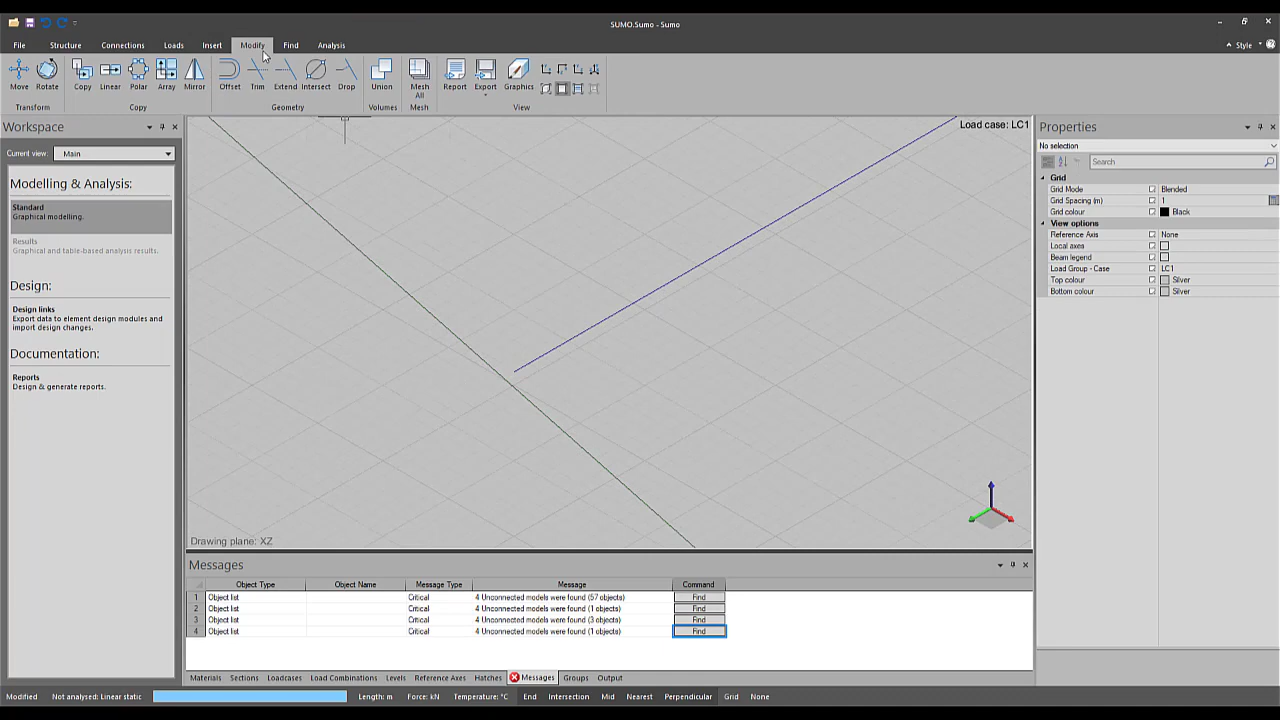 SUMO.Sumo - Sumo
File Structure Connections Loads Insert Modify Find Analysis Style
Move Rotate Copy Linear Polar Array Mirror Offset Trim Extend Intersect Drop Union Mesh All Report Export Graphics
Transform Copy Geometry Volumes Mesh View
Workspace
Current view: Main
Modelling & Analysis:
Standard
Graphical modelling.
Results
Graphical and table-based analysis results.
Design:
Design links
Export data to element design modules and
import design changes.
Documentation:
Reports
Design & generate reports.
Load case: LC1
Drawing plane: XZ
Properties
No selection
Search
Grid
Grid Mode Blended
Grid Spacing (m) 1
Grid colour Black
View options
Reference Axis None
Local axes
Beam legend
Load Group - Case LC1
Top colour Silver
Bottom colour Silver
Messages
Object Type Object Name Message Type Message Command
1 Object list Critical 4 Unconnected models were found (57 objects) Find
2 Object list Critical 4 Unconnected models were found (1 objects) Find
3 Object list Critical 4 Unconnected models were found (3 objects) Find
4 Object list Critical 4 Unconnected models were found (1 objects) Find
Materials Sections Loadcases Load Combinations Levels Reference Axes Hatches Messages Groups Output
Modified Not analysed: Linear static Length: m Force: kN Temperature: °C End Intersection Mid Nearest Perpendicular Grid None